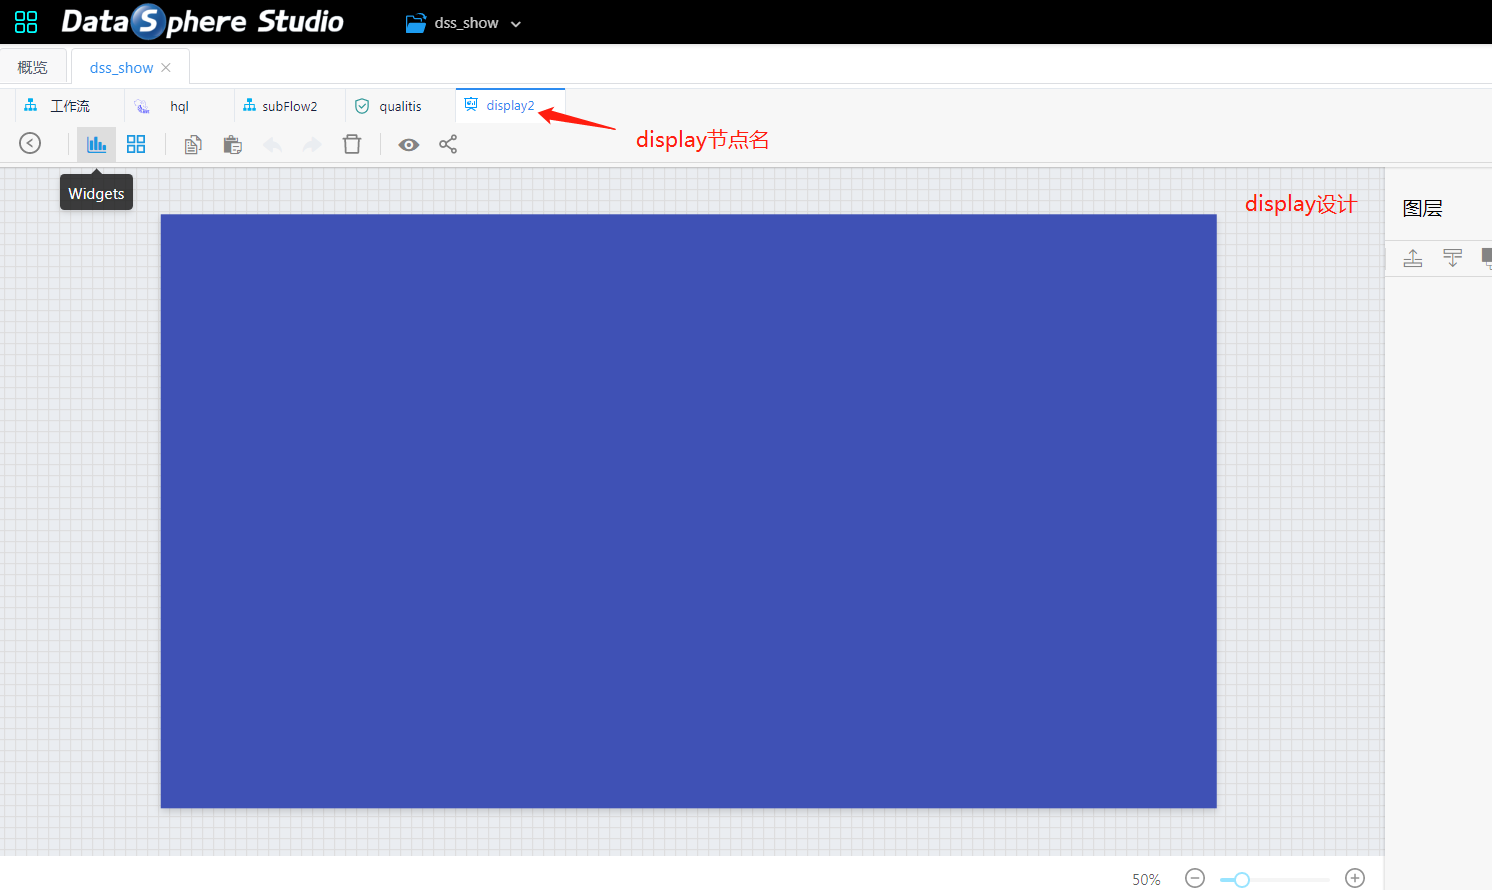 DataSphere Studio
dss_show
概览
dss_show
工作流
hql
subFlow2
qualitis
display2
display节点名
Widgets
display设计
图层
50%